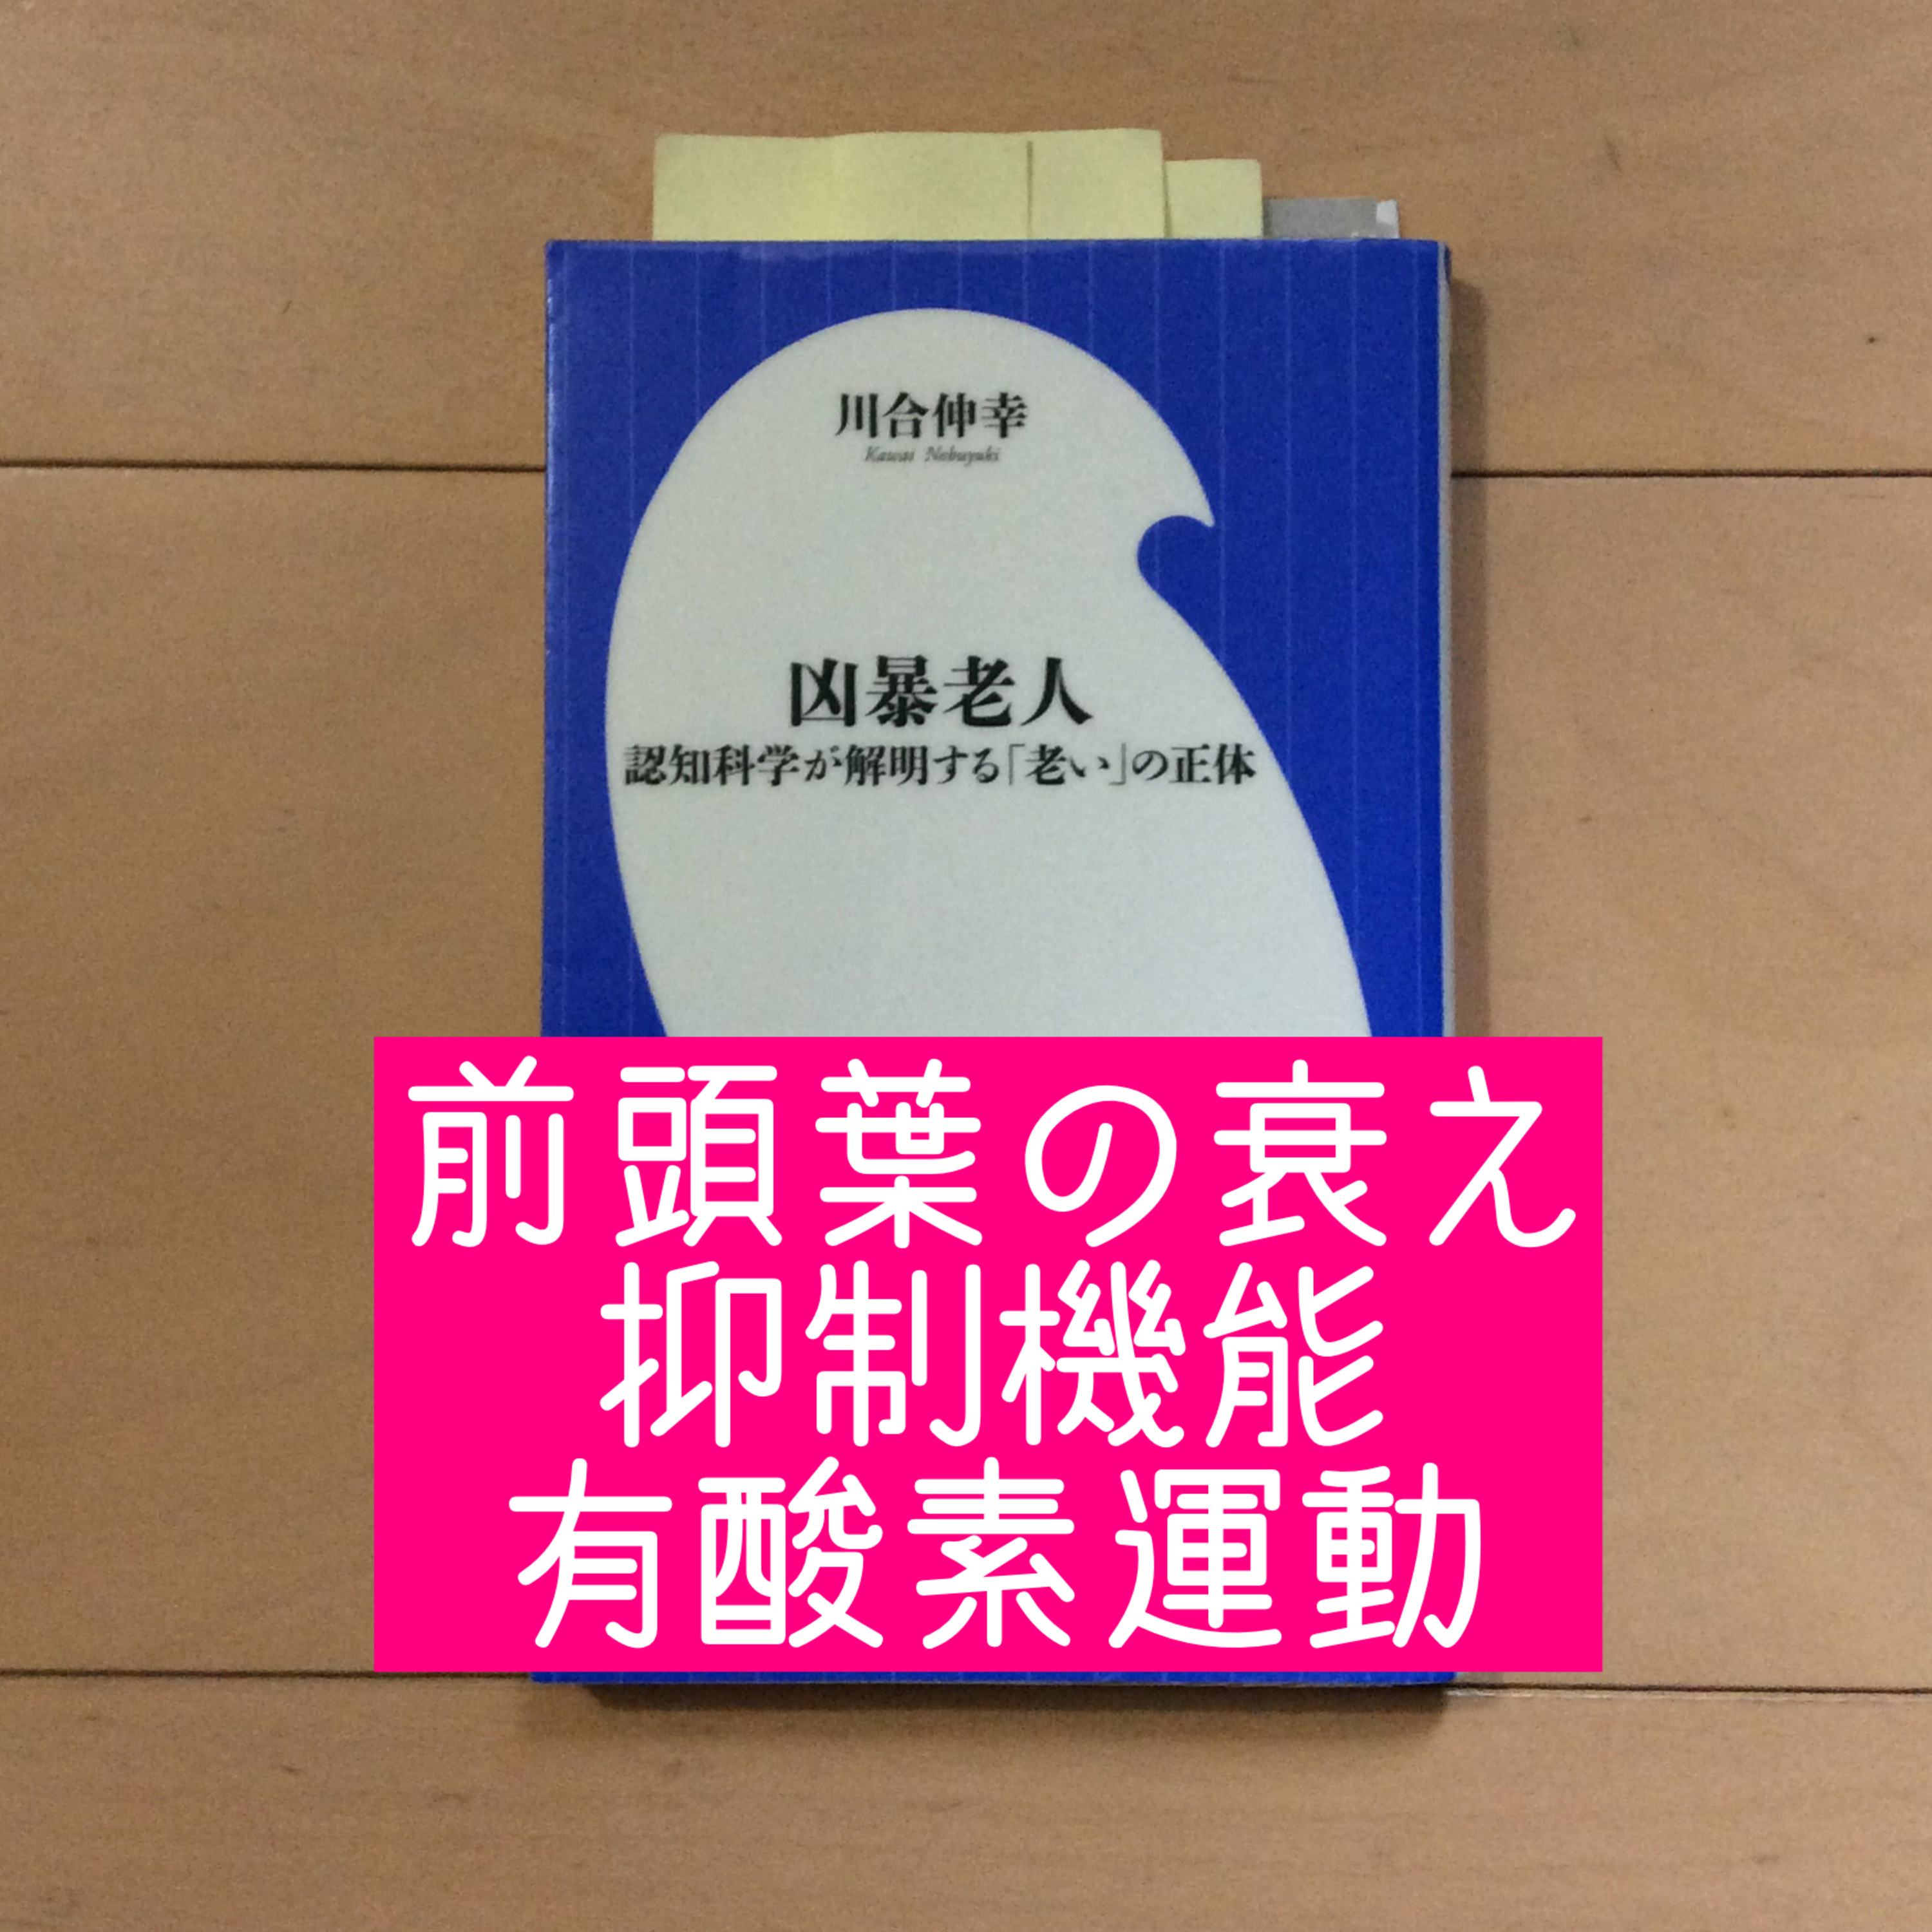 川合伸幸
Kawai Nobuyuki
凶暴老人
認知科学が解明する「老い」の正体
前頭葉の衰え
抑制機能
有酸素運動